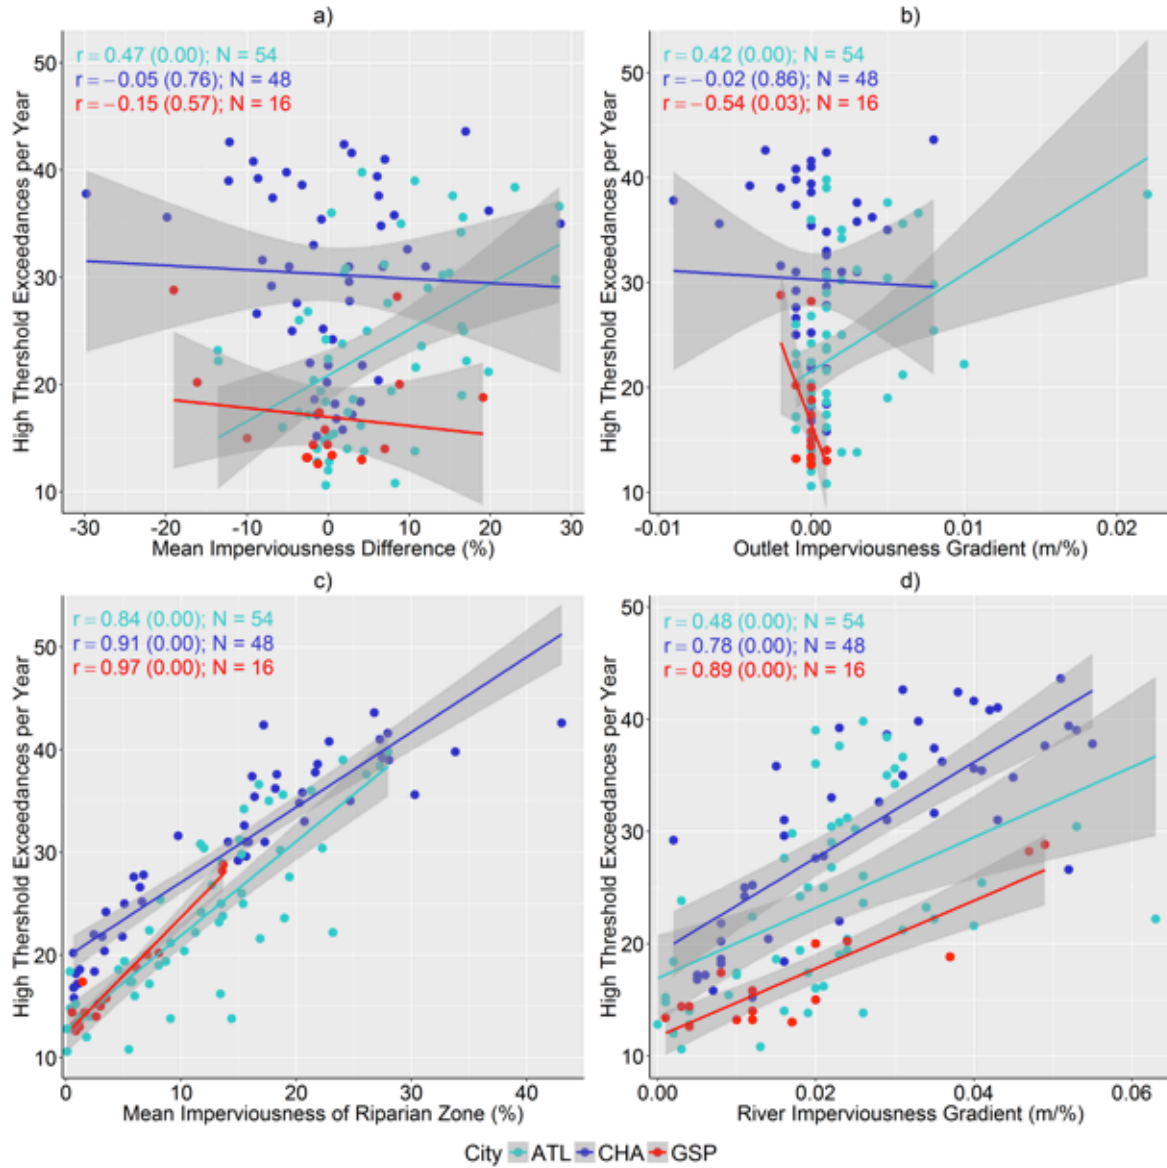 a)
r = 0.47 (0.00); N = 54
r = −0.05 (0.76); N = 48
r = −0.15 (0.57); N = 16
High Thershold Exceedances per Year
50
40
30
20
10
-30 -20 -10 0 10 20 30
Mean Imperviousness Difference (%)
b)
r = 0.42 (0.00); N = 54
r = −0.02 (0.86); N = 48
r = −0.54 (0.03); N = 16
High Thershold Exceedances per Year
50
40
30
20
10
-0.01 0.00 0.01 0.02
Outlet Imperviousness Gradient (m/%)
c)
r = 0.84 (0.00); N = 54
r = 0.91 (0.00); N = 48
r = 0.97 (0.00); N = 16
High Thershold Exceedances per Year
50
40
30
20
10
0 10 20 30 40
Mean Imperviousness of Riparian Zone (%)
d)
r = 0.48 (0.00); N = 54
r = 0.78 (0.00); N = 48
r = 0.89 (0.00); N = 16
High Threshold Exceedances per Year
50
40
30
20
10
0.00 0.02 0.04 0.06
River Imperviousness Gradient (m/%)
City ATL CHA GSP